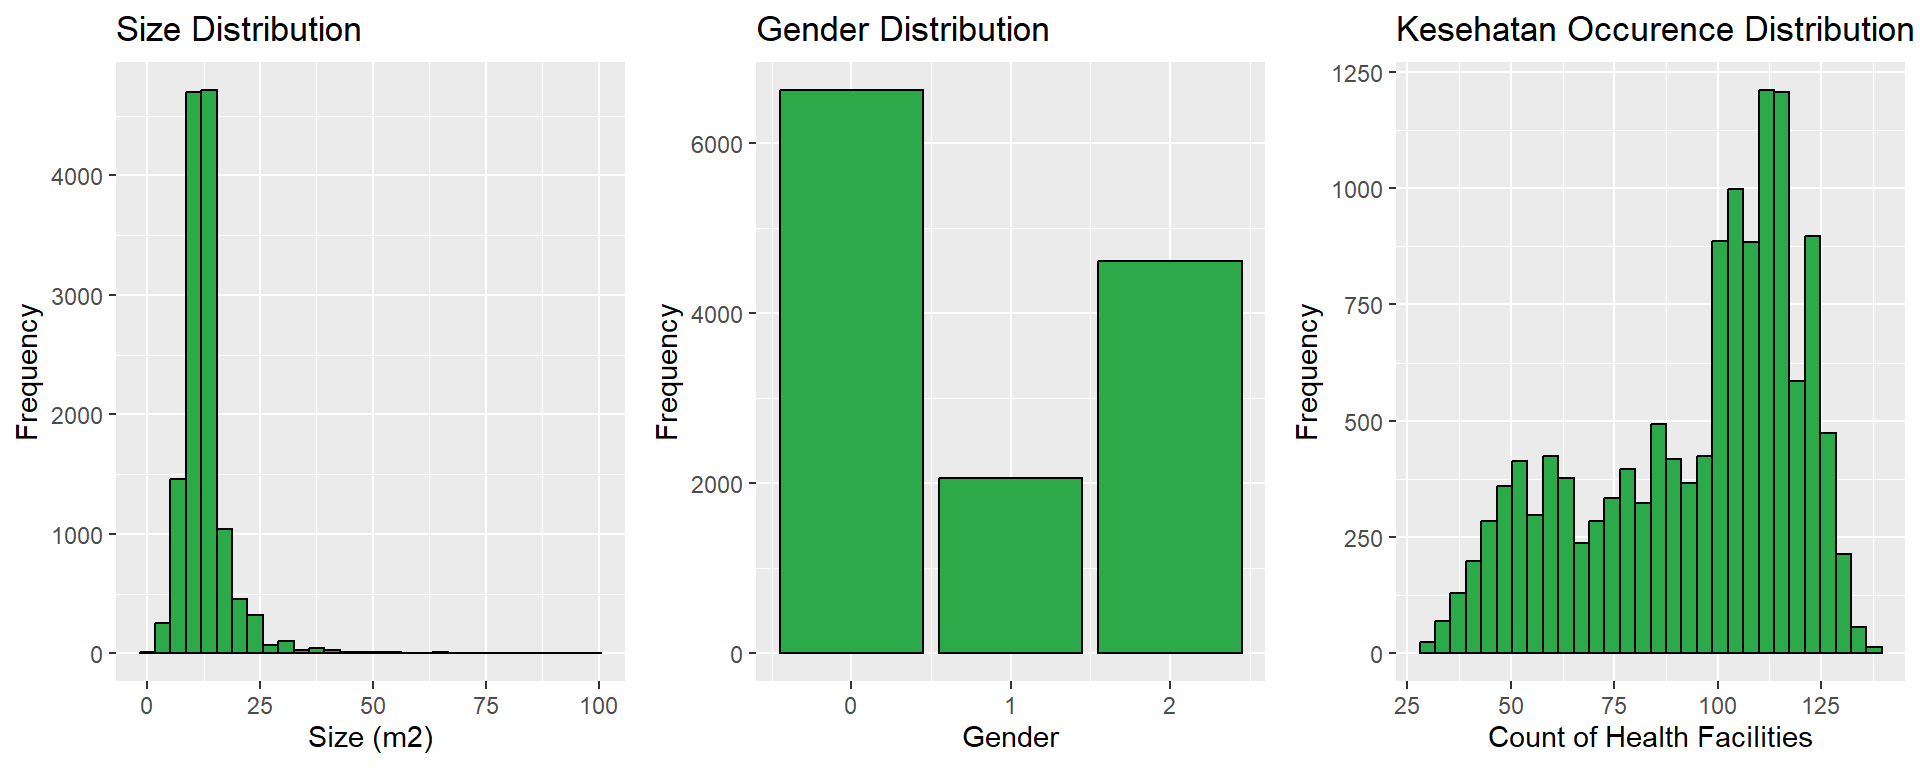 Size Distribution
Frequency
4000
3000
2000
1000
0
0 25 50 75 100
Size (m2)
Gender Distribution
Frequency
6000
4000
2000
0
0 1 2
Gender
Kesehatan Occurence Distribution
Frequency
1250
1000
750
500
250
0
25 50 75 100 125
Count of Health Facilities